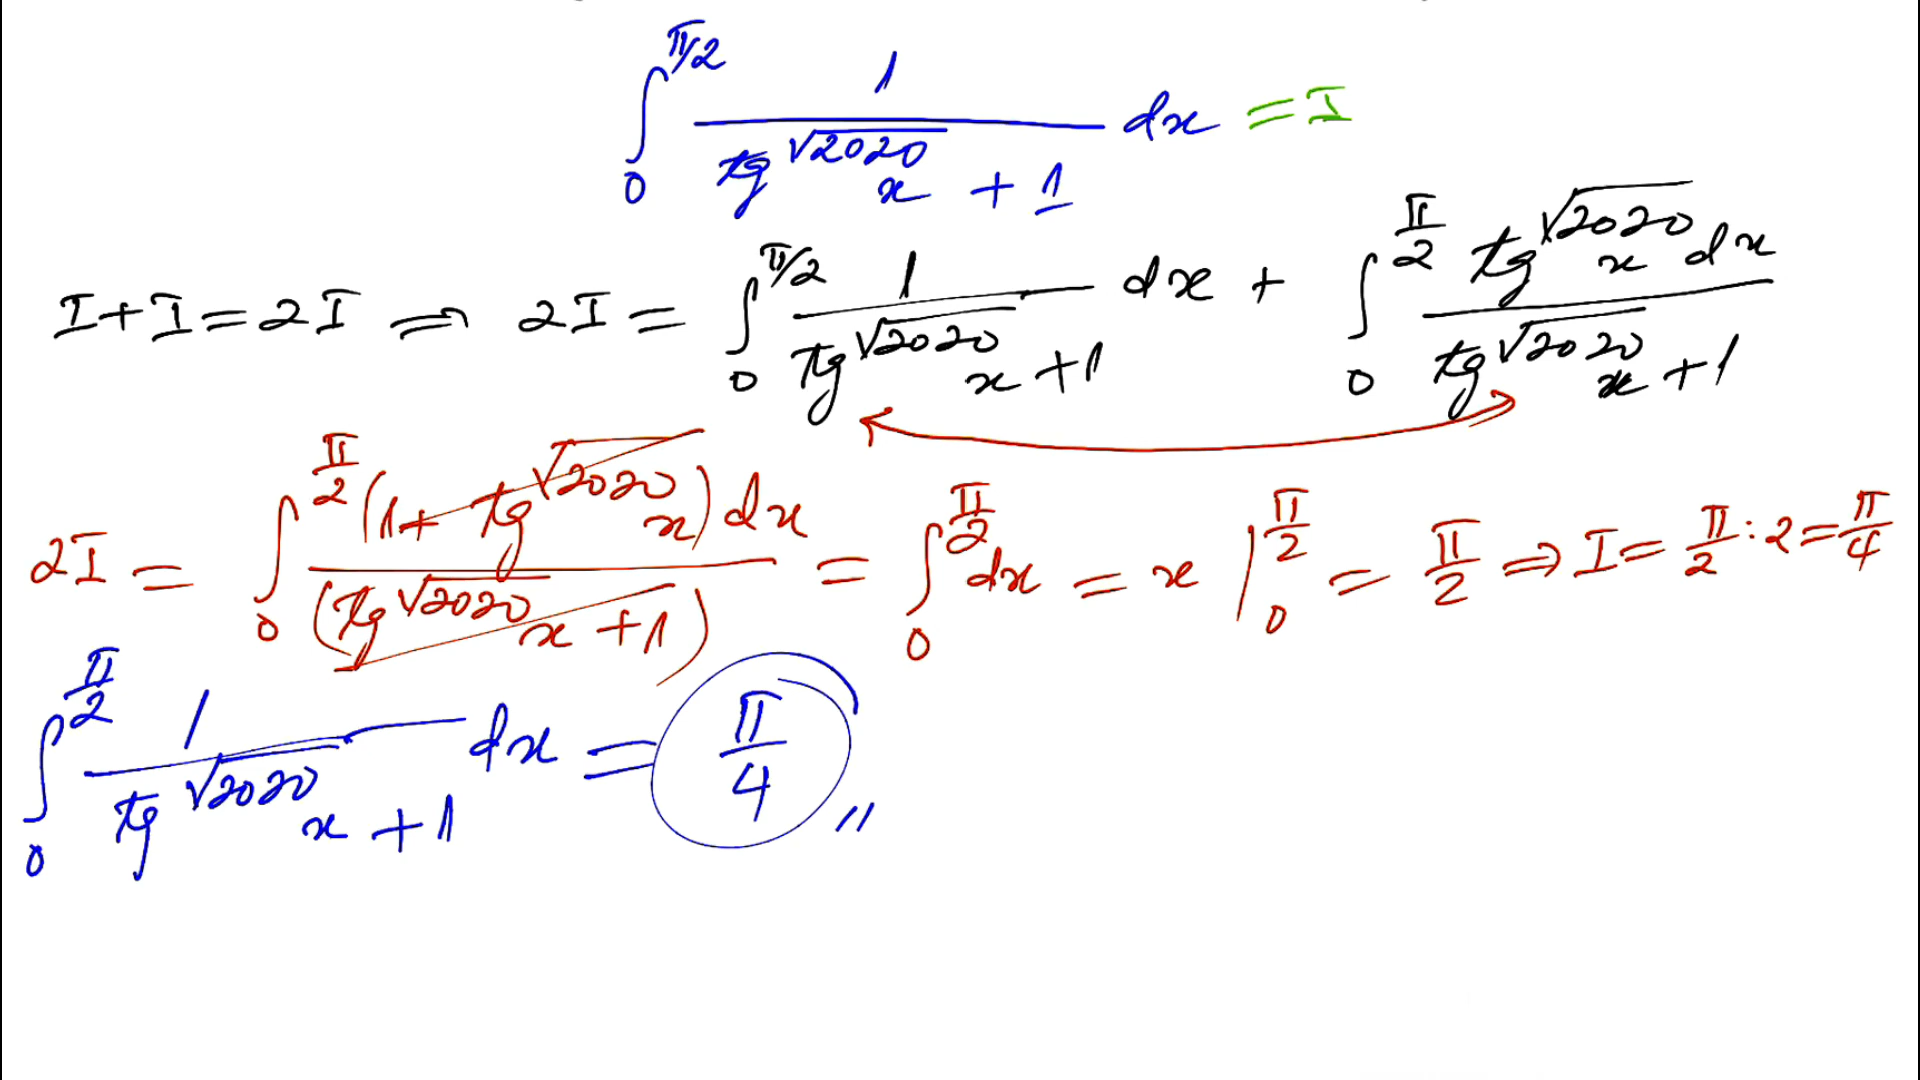 ∫₀^{π/2} 1/(tg^{√2020} x + 1) dx = I
I + I = 2I ⇒ 2I = ∫₀^{π/2} 1/(tg^{√2020} x + 1) dx + ∫₀^{π/2} tg^{√2020} x dx/(tg^{√2020} x + 1)
2I = ∫₀^{π/2} (1 + tg^{√2020} x) dx/(tg^{√2020} x + 1) = ∫₀^{π/2} dx = x |₀^{π/2} = π/2 ⇒ I = π/2 : 2 = π/4
∫₀^{π/2} 1/(tg^{√2020} x + 1) dx = π/4 //